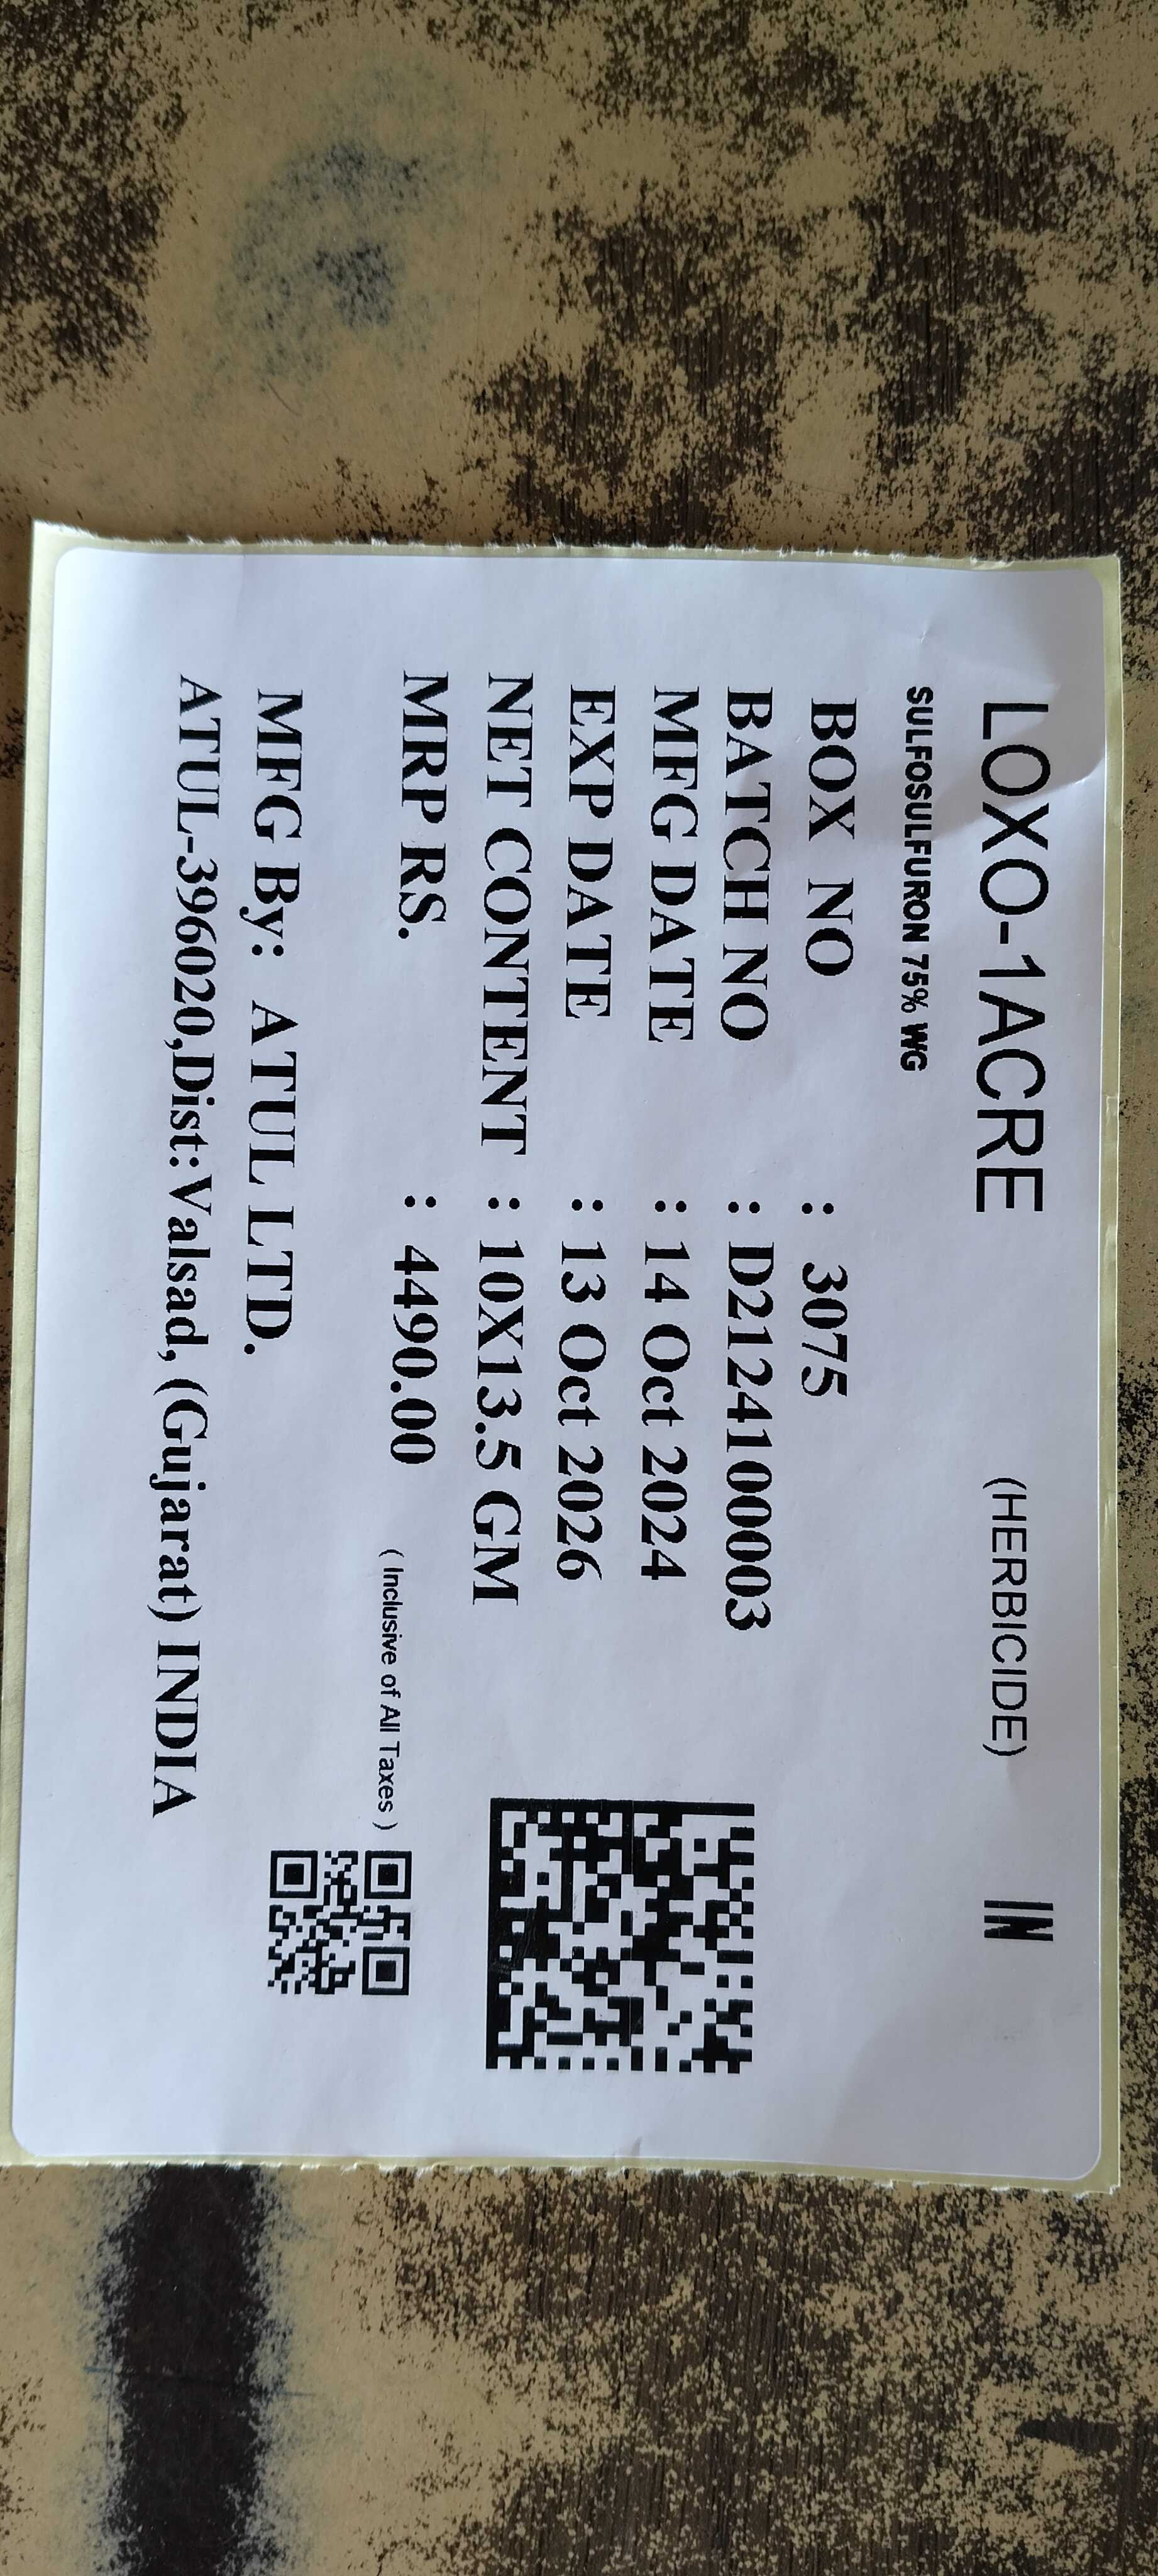 LOXO-1ACRE (HERBICIDE) IN
SULFOSULFURON 75% WG
BOX NO : 3075
BATCH NO : D212410003
MFG DATE : 14 Oct 2024
EXP DATE : 13 Oct 2026
NET CONTENT : 10X13.5 GM
MRP RS. : 4490.00 ( Inclusive of All Taxes )
MFG By: ATUL LTD.
ATUL-396020,Dist:Valsad, (Gujarat) INDIA